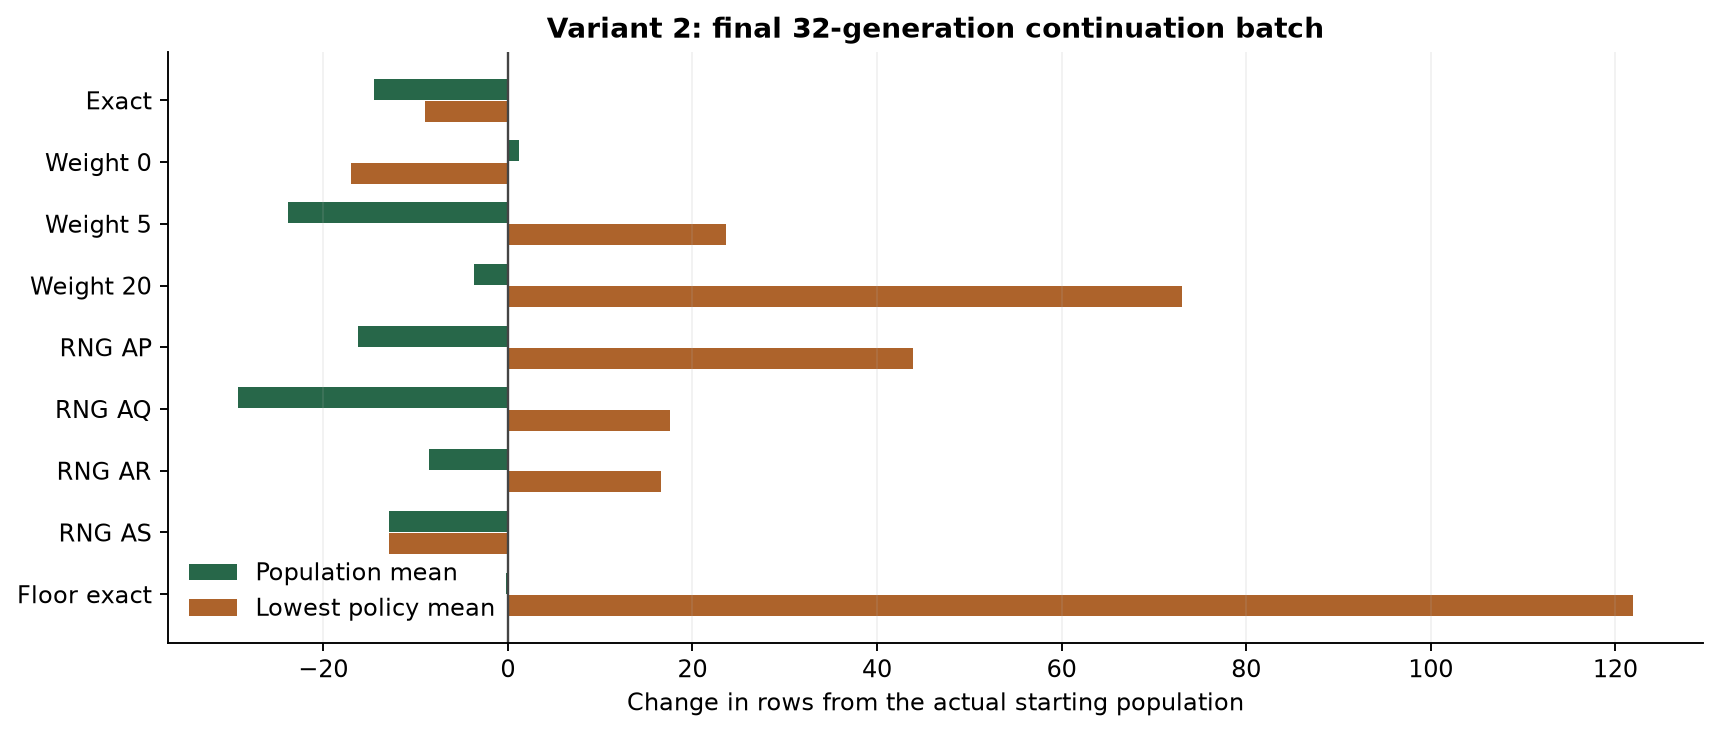 Variant 2: final 32-generation continuation batch
Exact
Weight 0
Weight 5
Weight 20
RNG AP
RNG AQ
RNG AR
RNG AS
Floor exact
Population mean
Lowest policy mean
−20 0 20 40 60 80 100 120
Change in rows from the actual starting population